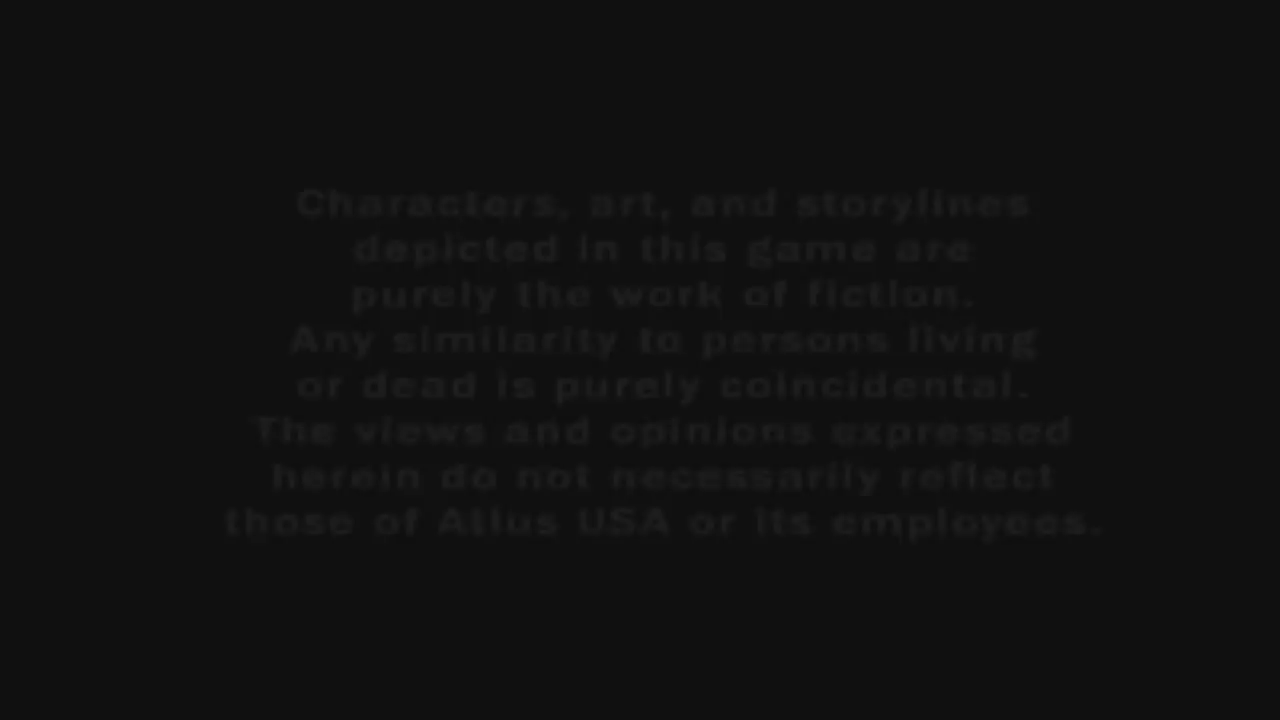 Characters, art, and storylines
depicted in this game are
purely the work of fiction.
Any similarity to persons living
or dead is purely coincidental.
The views and opinions expressed
herein do not necessarily reflect
those of Atlus USA or its employees.